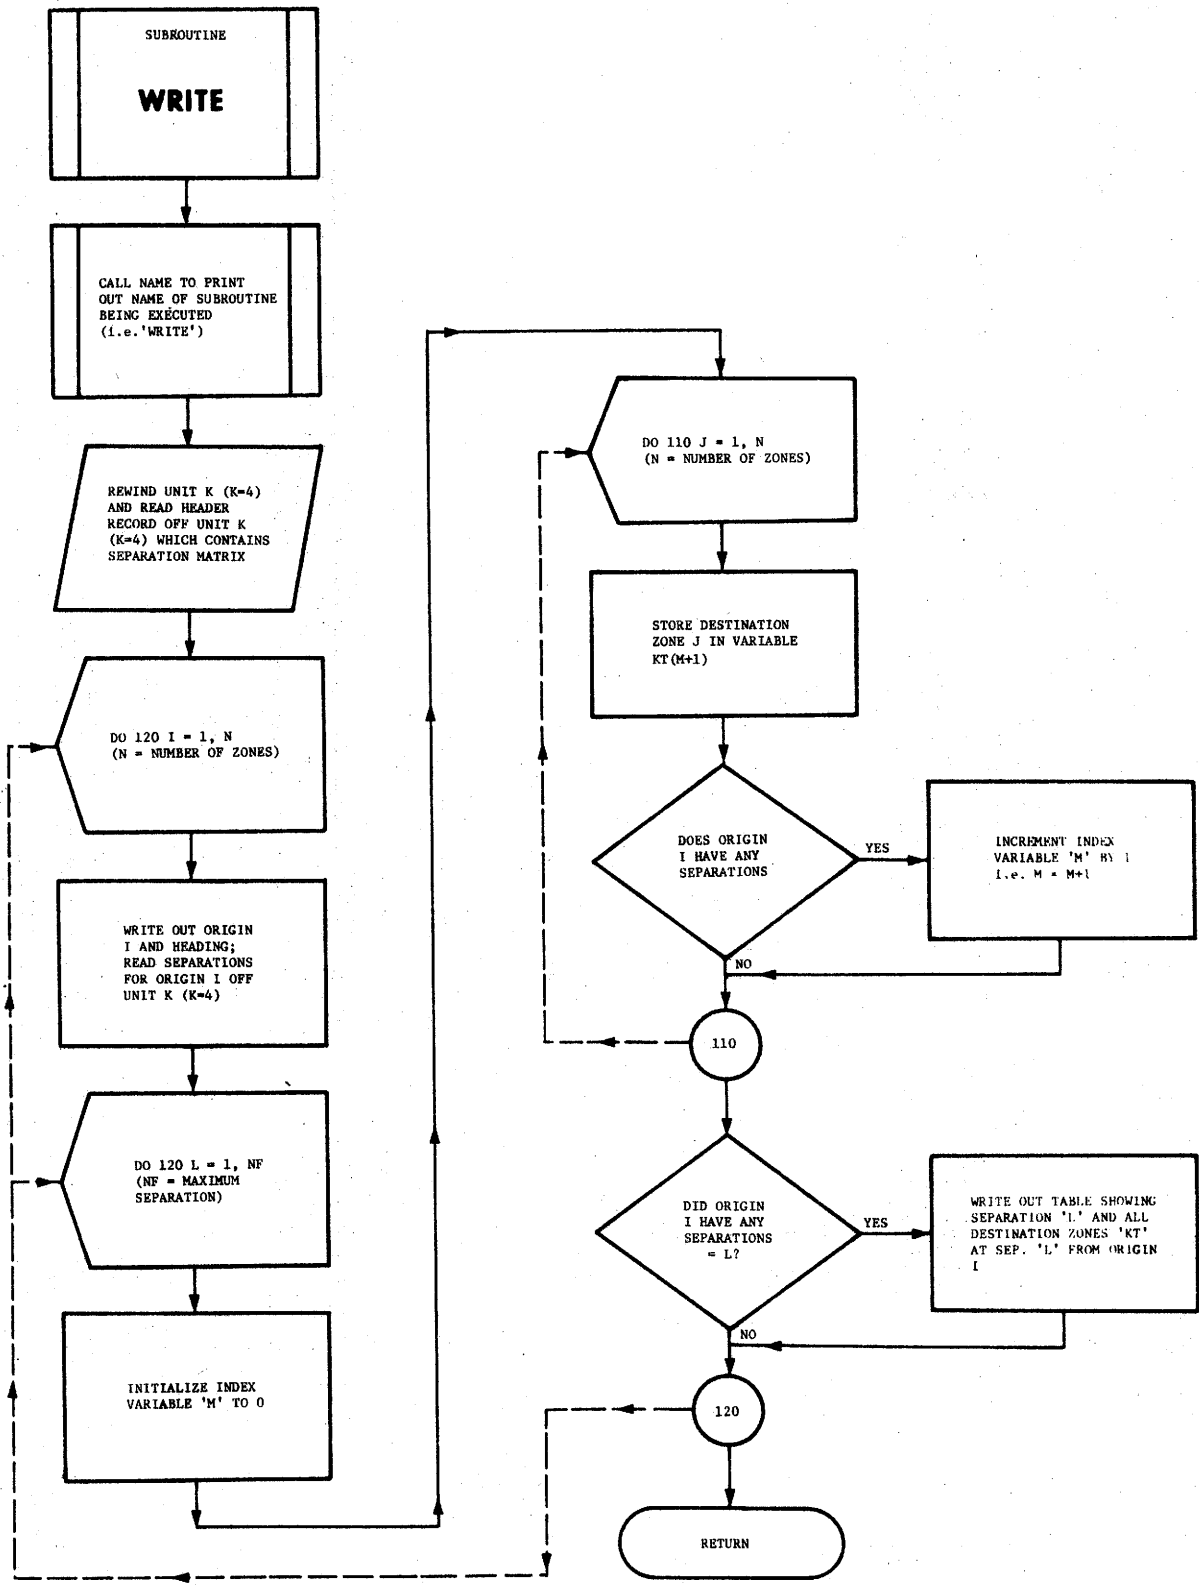 SUBROUTINE
WRITE
CALL NAME TO PRINT
OUT NAME OF SUBROUTINE
BEING EXECUTED
(i.e.'WRITE')
REWIND UNIT K (K=4)
AND READ HEADER
RECORD OFF UNIT K
(K=4) WHICH CONTAINS
SEPARATION MATRIX
DO 120 I = 1, N
(N = NUMBER OF ZONES)
WRITE OUT ORIGIN
I AND HEADING;
READ SEPARATIONS
FOR ORIGIN I OFF
UNIT K (K=4)
DO 120 L = 1, NF
(NF = MAXIMUM
SEPARATION)
INITIALIZE INDEX
VARIABLE 'M' TO 0
DO 110 J = 1, N
(N = NUMBER OF ZONES)
STORE DESTINATION
ZONE J IN VARIABLE
KT(M+1)
DOES ORIGIN
I HAVE ANY
SEPARATIONS
YES
INCREMENT INDEX
VARIABLE 'M' BY 1
i.e. M = M+1
NO
110
DID ORIGIN
I HAVE ANY
SEPARATIONS
= L?
YES
WRITE OUT TABLE SHOWING
SEPARATION 'L' AND ALL
DESTINATION ZONES 'KT'
AT SEP. 'L' FROM ORIGIN
I
NO
120
RETURN